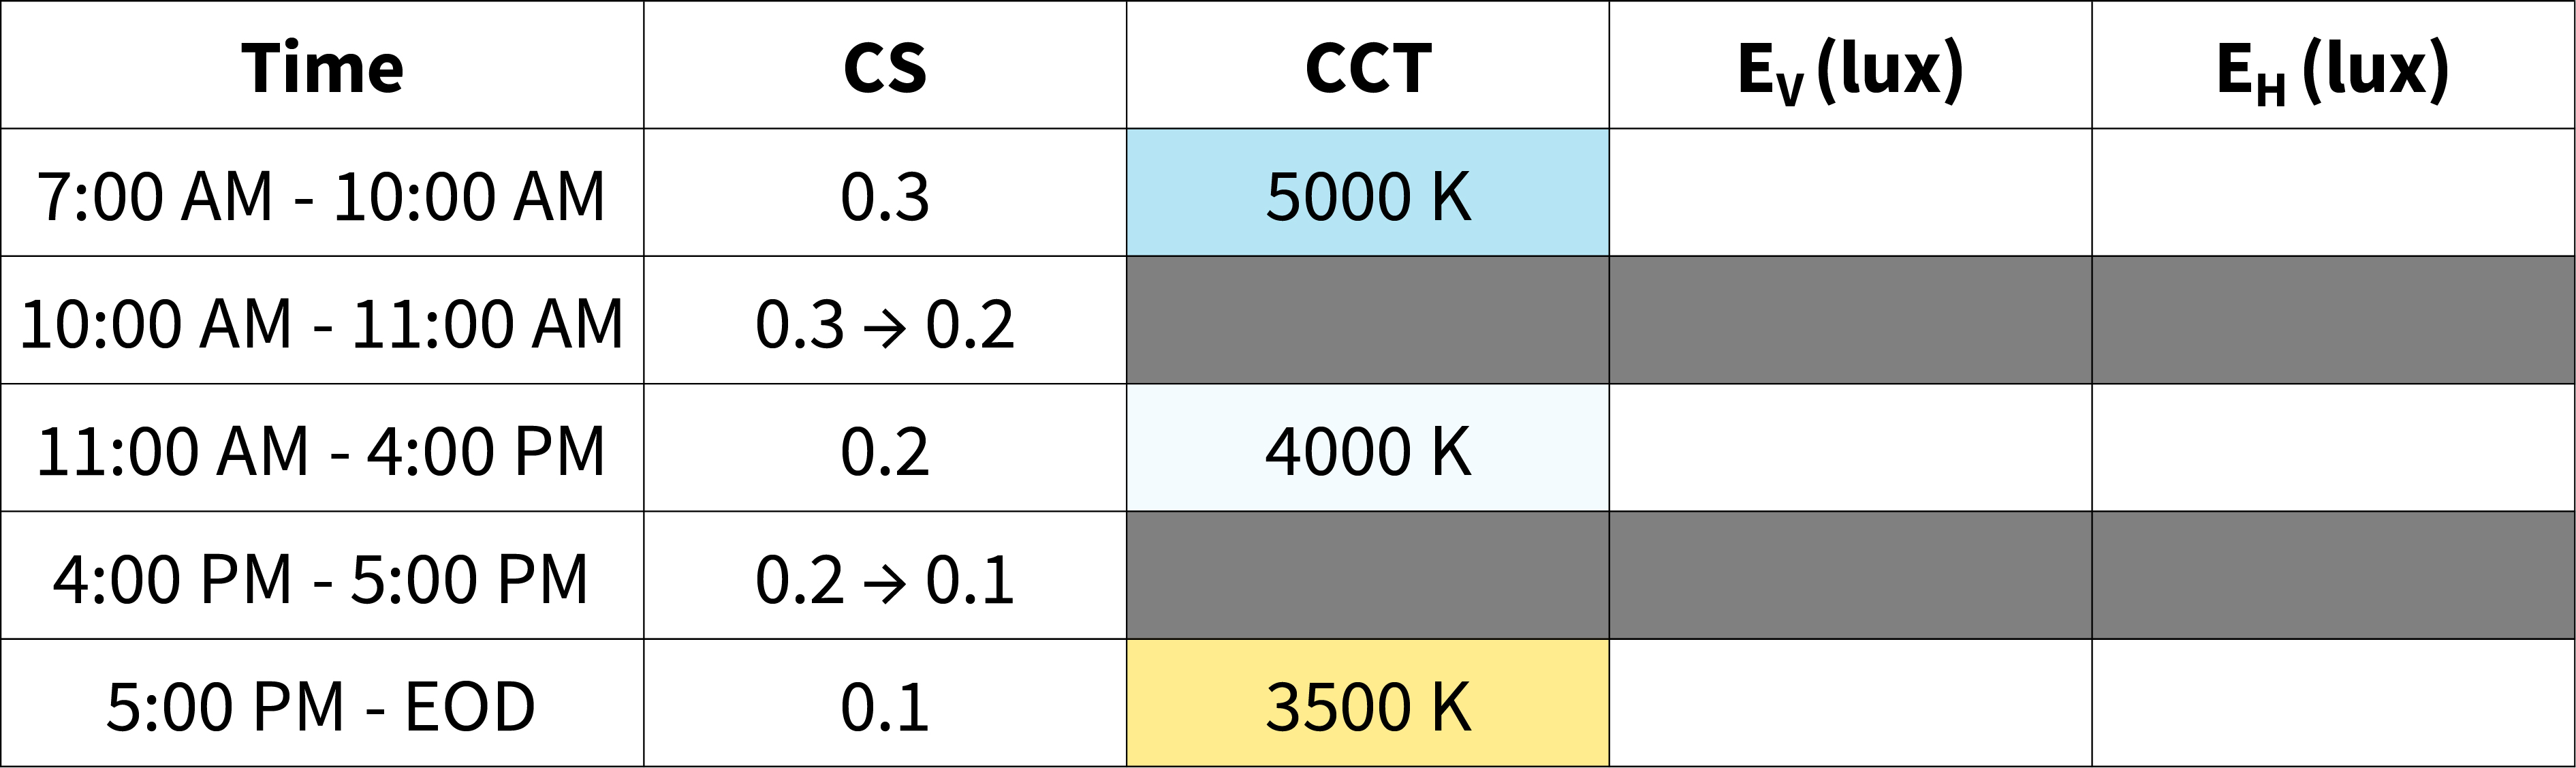 Time CS CCT EV (lux) EH (lux)
7:00 AM - 10:00 AM 0.3 5000 K
10:00 AM - 11:00 AM 0.3 → 0.2
11:00 AM - 4:00 PM 0.2 4000 K
4:00 PM - 5:00 PM 0.2 → 0.1
5:00 PM - EOD 0.1 3500 K